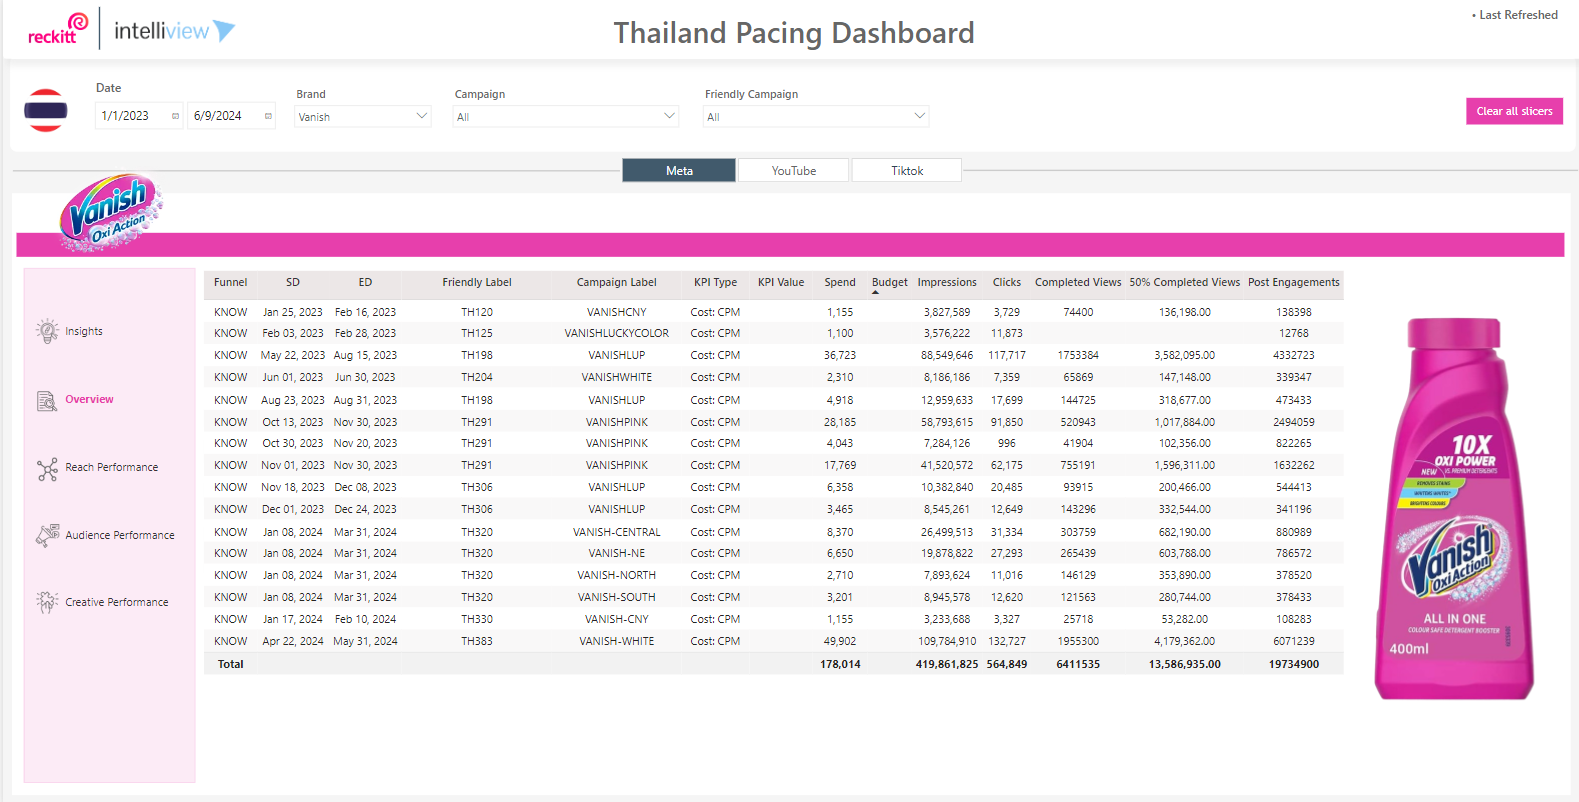 reckitt intelliview
Thailand Pacing Dashboard
• Last Refreshed
Date
1/1/2023 6/9/2024
Brand
Vanish
Campaign
All
Friendly Campaign
All
Clear all slicers
Meta YouTube Tiktok
Vanish
Oxi Action
Insights
Overview
Reach Performance
Audience Performance
Creative Performance
Funnel SD ED Friendly Label Campaign Label KPI Type KPI Value Spend Budget Impressions Clicks Completed Views 50% Completed Views Post Engagements
KNOW Jan 25, 2023 Feb 16, 2023 TH120 VANISHCNY Cost: CPM 1,155 3,827,589 3,729 74400 136,198.00 138398
KNOW Feb 03, 2023 Feb 28, 2023 TH125 VANISHLUCKYCOLOR Cost: CPM 1,100 3,576,222 11,873 12768
KNOW May 22, 2023 Aug 15, 2023 TH198 VANISHLUP Cost: CPM 36,723 88,549,646 117,717 1753384 3,582,095.00 4332723
KNOW Jun 01, 2023 Jun 30, 2023 TH204 VANISHWHITE Cost: CPM 2,310 8,186,186 7,359 65869 147,148.00 339347
KNOW Aug 23, 2023 Aug 31, 2023 TH198 VANISHLUP Cost: CPM 4,918 12,959,633 17,699 144725 318,677.00 473433
KNOW Oct 13, 2023 Nov 30, 2023 TH291 VANISHPINK Cost: CPM 28,185 58,793,615 91,850 520943 1,017,884.00 2494059
KNOW Oct 30, 2023 Nov 20, 2023 TH291 VANISHPINK Cost: CPM 4,043 7,284,126 996 41904 102,356.00 822265
KNOW Nov 01, 2023 Nov 30, 2023 TH291 VANISHPINK Cost: CPM 17,769 41,520,572 62,175 755191 1,596,311.00 1632262
KNOW Nov 18, 2023 Dec 08, 2023 TH306 VANISHLUP Cost: CPM 6,358 10,382,840 20,485 93915 200,466.00 544413
KNOW Dec 01, 2023 Dec 24, 2023 TH306 VANISHLUP Cost: CPM 3,465 8,545,261 12,649 143296 332,544.00 341196
KNOW Jan 08, 2024 Mar 31, 2024 TH320 VANISH-CENTRAL Cost: CPM 8,370 26,499,513 31,334 303759 682,190.00 880989
KNOW Jan 08, 2024 Mar 31, 2024 TH320 VANISH-NE Cost: CPM 6,650 19,878,822 27,293 265439 603,788.00 786572
KNOW Jan 08, 2024 Mar 31, 2024 TH320 VANISH-NORTH Cost: CPM 2,710 7,893,624 11,016 146129 353,890.00 378520
KNOW Jan 08, 2024 Mar 31, 2024 TH320 VANISH-SOUTH Cost: CPM 3,201 8,945,578 12,620 121563 280,744.00 378433
KNOW Jan 17, 2024 Feb 10, 2024 TH330 VANISH-CNY Cost: CPM 1,155 3,233,688 3,327 25718 53,282.00 108283
KNOW Apr 22, 2024 May 31, 2024 TH383 VANISH-WHITE Cost: CPM 49,902 109,784,910 132,727 1955300 4,179,362.00 6071239
Total 178,014 419,861,825 564,849 6411535 13,586,935.00 19734900
10X
OXI POWER
NEW VS. PREMIUM DETERGENTS
REMOVES STAINS
WHITENS WHITES*
BRIGHTENS COLOURS
Vanish
Oxi Action
ALL IN ONE
COLOUR SAFE DETERGENT BOOSTER
400ml